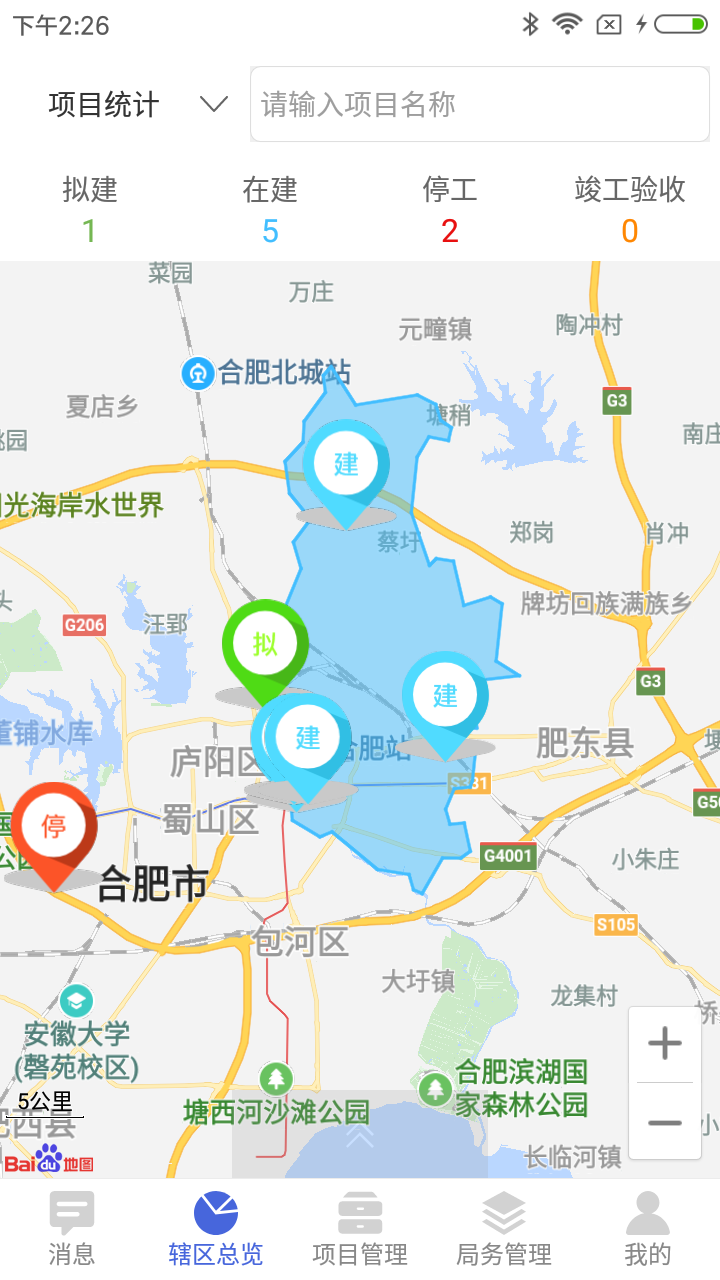 下午2:26
项目统计
请输入项目名称
拟建 在建 停工 竣工验收
1 5 2 0
菜园
万庄
元疃镇
陶冲村
合肥北城站
夏店乡
G3
塘稍
南庄
桃园
建
阳光海岸水世界
郑岗
肖冲
蔡圩
牌坊回族满族乡
G206
汪郢
拟
G3
建
董铺水库
建
合肥站
庐阳区
肥东县
S331
停
蜀山区
G4001
小朱庄
合肥市
S105
包河区
大圩镇
龙集村
安徽大学
(磬苑校区)
合肥滨湖国
家森林公园
5公里
塘西河沙滩公园
肥西县
长临河镇
Bai du 地图
消息 辖区总览 项目管理 局务管理 我的